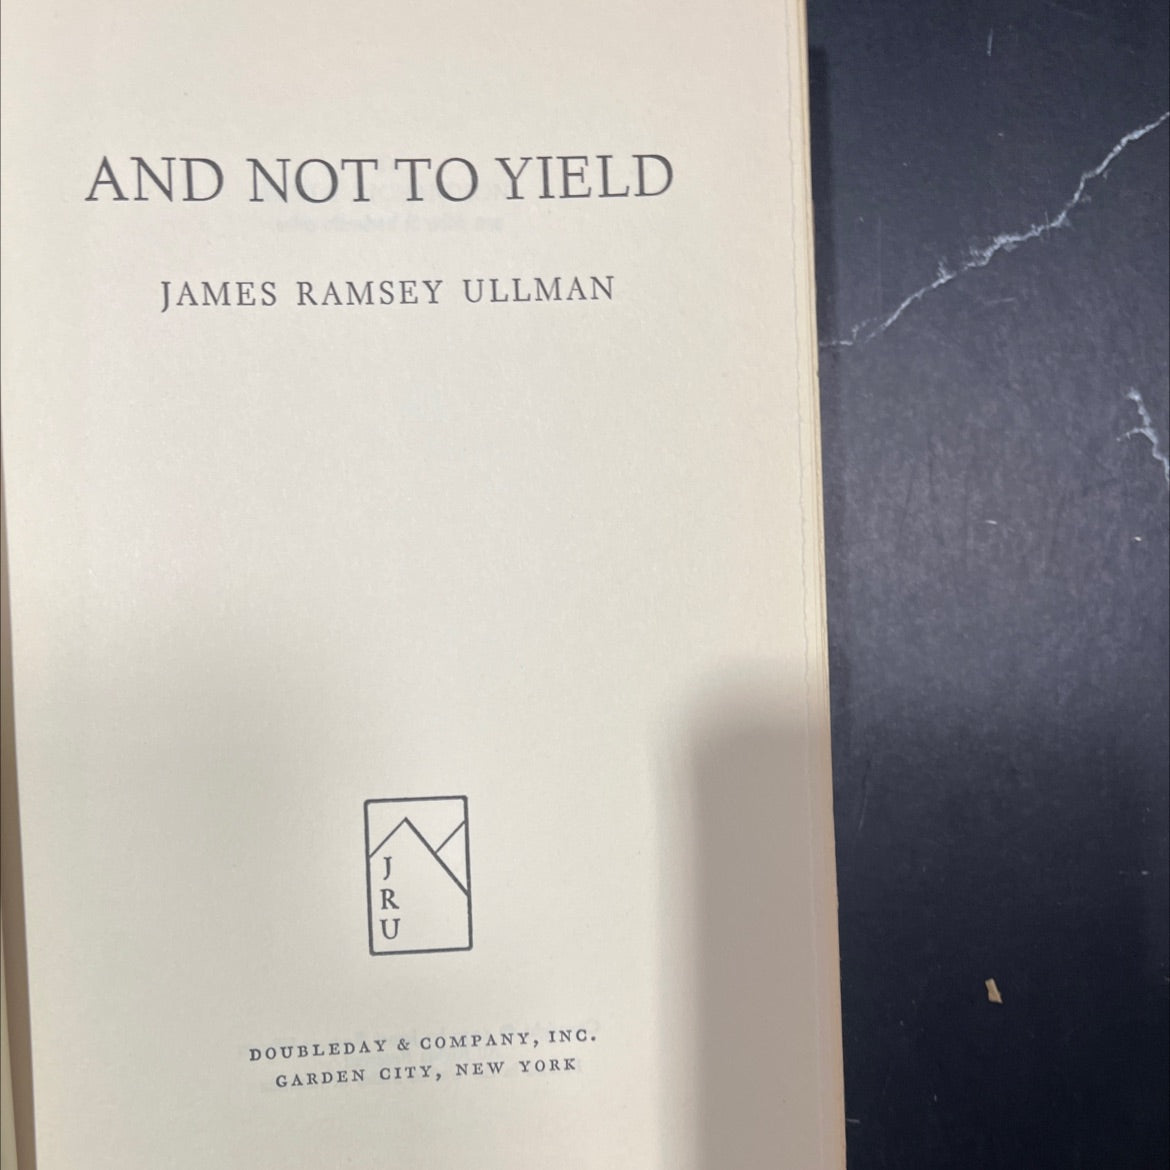 AND NOT TO YIELD
JAMES RAMSEY ULLMAN
J
R
U
DOUBLEDAY & COMPANY, INC.
GARDEN CITY, NEW YORK